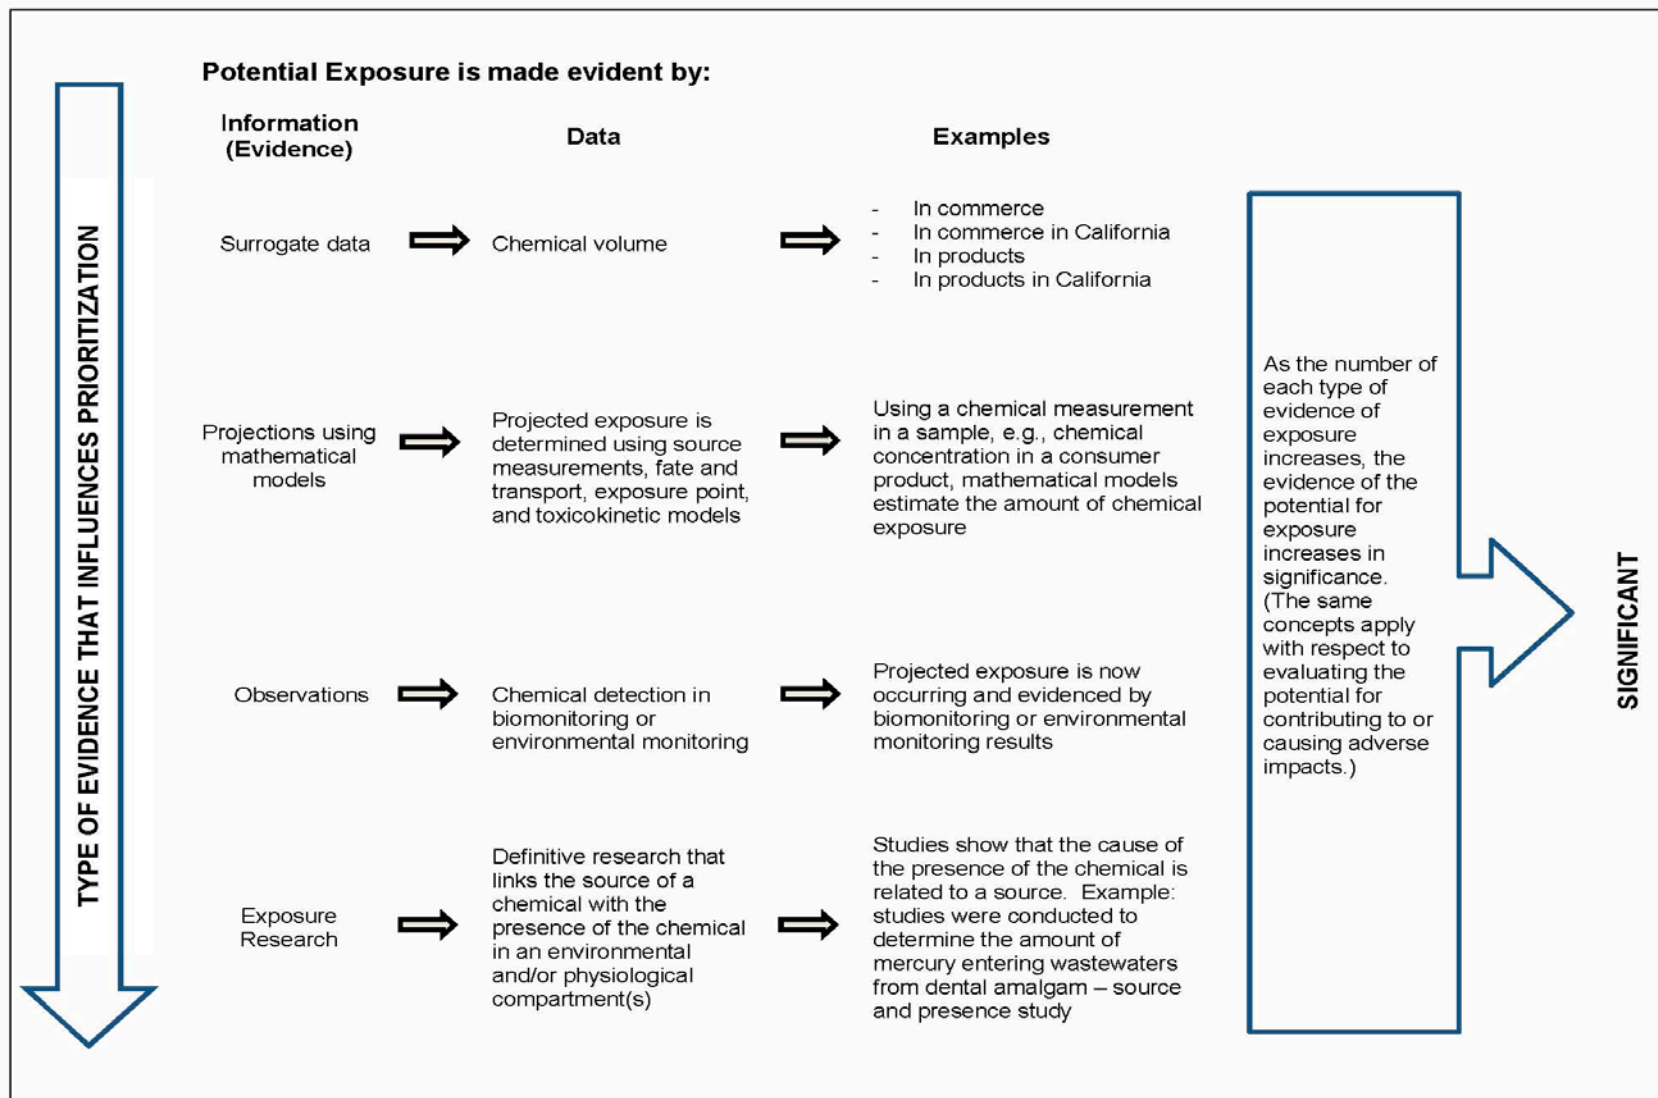 Potential Exposure is made evident by:
Information
(Evidence)
Data
Examples
TYPE OF EVIDENCE THAT INFLUENCES PRIORITIZATION
Surrogate data
Chemical volume
- In commerce
- In commerce in California
- In products
- In products in California
Projections using
mathematical
models
Projected exposure is
determined using source
measurements, fate and
transport, exposure point,
and toxicokinetic models
Using a chemical measurement
in a sample, e.g., chemical
concentration in a consumer
product, mathematical models
estimate the amount of chemical
exposure
Observations
Chemical detection in
biomonitoring or
environmental monitoring
Projected exposure is now
occurring and evidenced by
biomonitoring or environmental
monitoring results
Exposure
Research
Definitive research that
links the source of a
chemical with the
presence of the chemical
in an environmental
and/or physiological
compartment(s)
Studies show that the cause of
the presence of the chemical is
related to a source.  Example:
studies were conducted to
determine the amount of
mercury entering wastewaters
from dental amalgam – source
and presence study
As the number of
each type of
evidence of
exposure
increases, the
evidence of the
potential for
exposure
increases in
significance.
(The same
concepts apply
with respect to
evaluating the
potential for
contributing to or
causing adverse
impacts.)
SIGNIFICANT